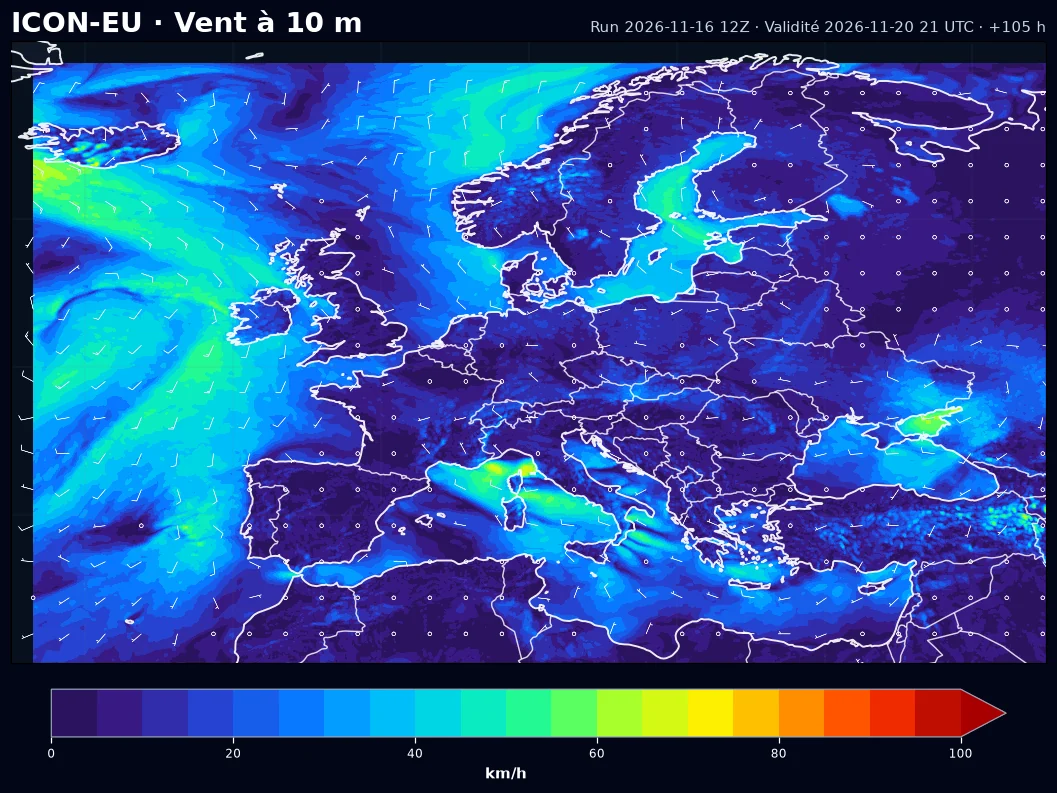 ICON-EU · Vent à 10 m
Run 2026-11-16 12Z · Validité 2026-11-20 21 UTC · +105 h
0 20 40 60 80 100
km/h